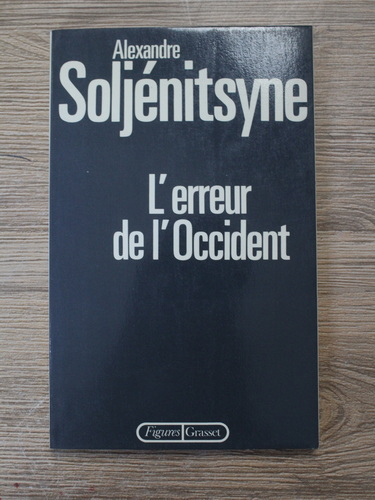 Alexandre
Soljénitsyne
L'erreur
de l'Occident
Figures Grasset